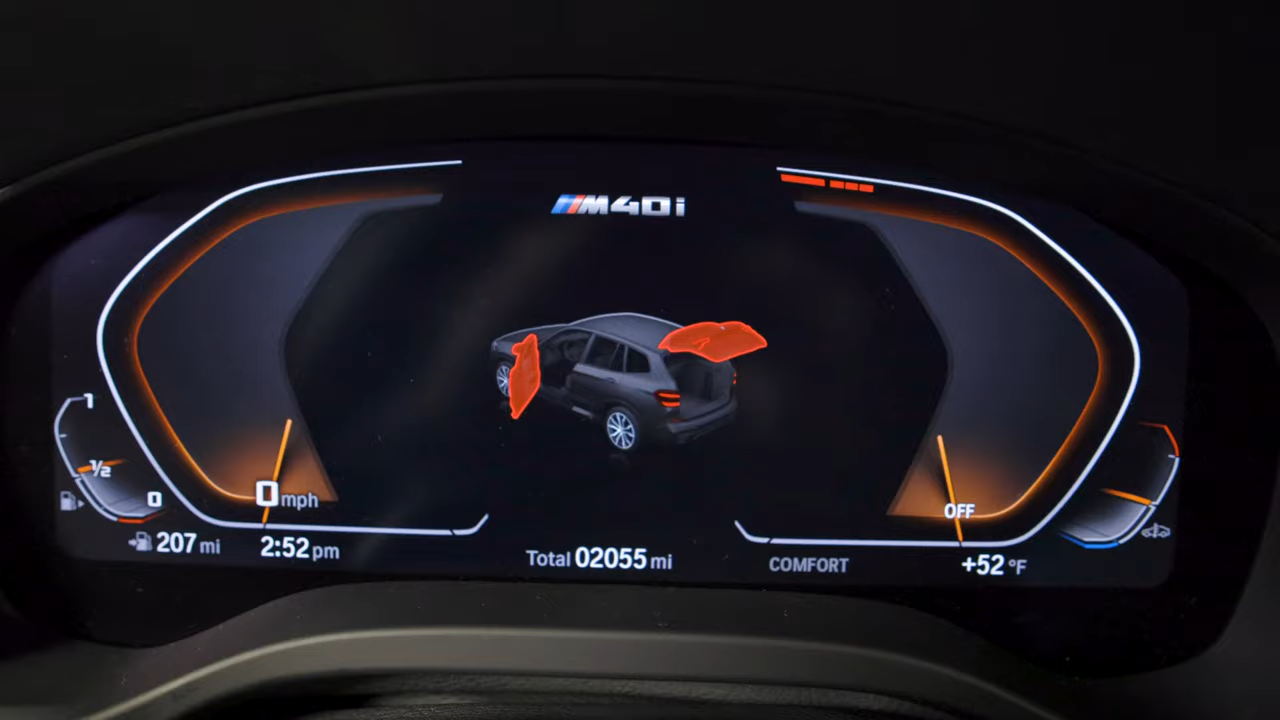 M40i
1
1/2
0
0 mph
OFF
207 mi
2:52 pm
Total 02055 mi
COMFORT
+52 °F